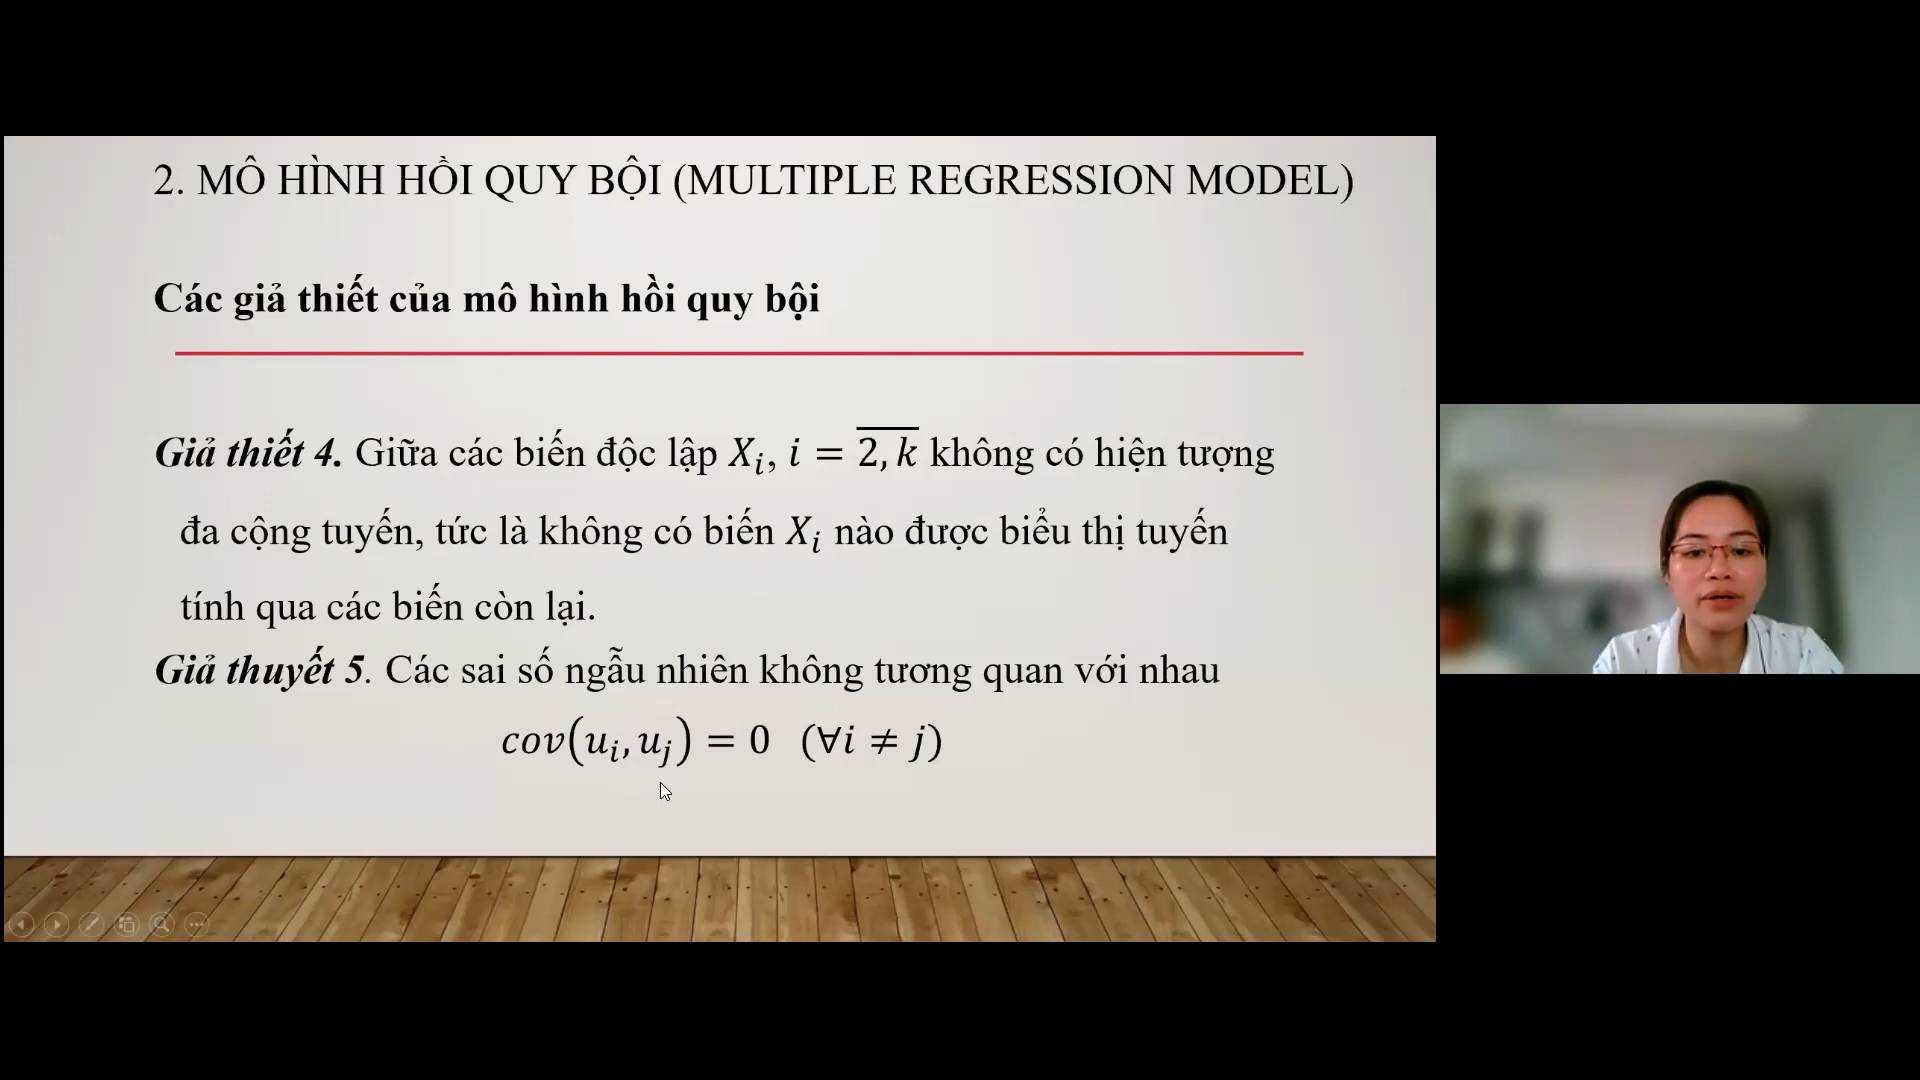 2. MÔ HÌNH HỒI QUY BỘI (MULTIPLE REGRESSION MODEL)
Các giả thiết của mô hình hồi quy bội
Giả thiết 4. Giữa các biến độc lập Xᵢ, i = 2,k̅ không có hiện tượng
đa cộng tuyến, tức là không có biến Xᵢ nào được biểu thị tuyến
tính qua các biến còn lại.
Giả thuyết 5. Các sai số ngẫu nhiên không tương quan với nhau
cov(uᵢ, uⱼ) = 0 (∀i ≠ j)